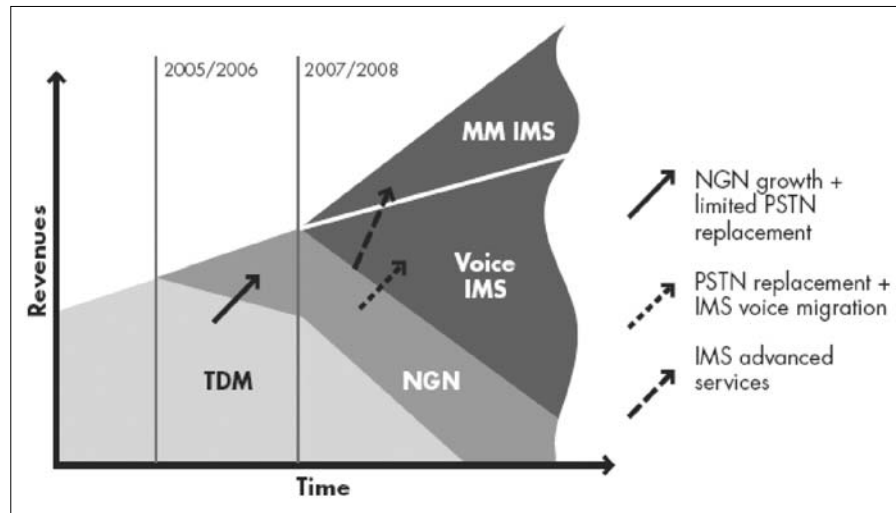 2005/2006
2007/2008
MM IMS
Voice
IMS
TDM
NGN
Revenues
Time
NGN growth +
limited PSTN
replacement
PSTN replacement +
IMS voice migration
IMS advanced
services